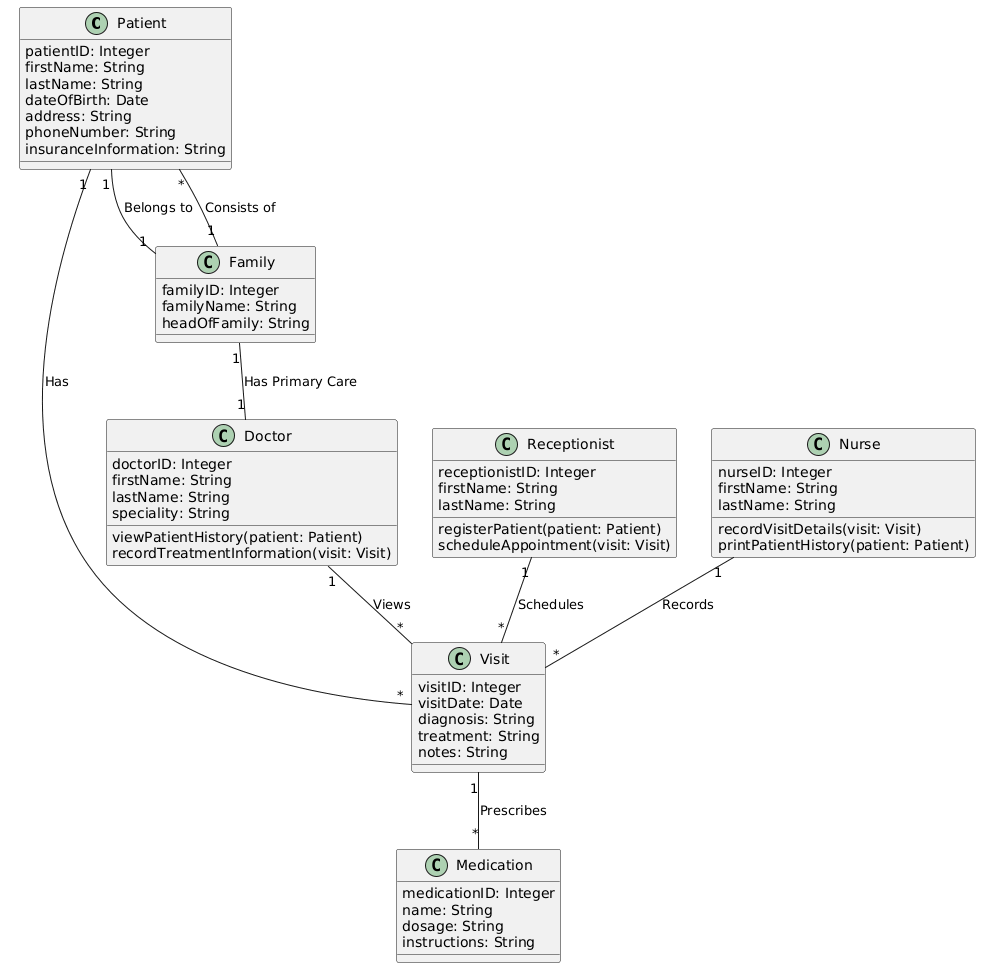 C Patient
patientID: Integer
firstName: String
lastName: String
dateOfBirth: Date
address: String
phoneNumber: String
insuranceInformation: String
1 1 *
Belongs to Consists of
1 1
C Family
familyID: Integer
familyName: String
headOfFamily: String
1
Has Has Primary Care
1
C Doctor
doctorID: Integer
firstName: String
lastName: String
speciality: String
viewPatientHistory(patient: Patient)
recordTreatmentInformation(visit: Visit)
C Receptionist
receptionistID: Integer
firstName: String
lastName: String
registerPatient(patient: Patient)
scheduleAppointment(visit: Visit)
C Nurse
nurseID: Integer
firstName: String
lastName: String
recordVisitDetails(visit: Visit)
printPatientHistory(patient: Patient)
1 1 1
Views Schedules Records
* * *
*
C Visit
visitID: Integer
visitDate: Date
diagnosis: String
treatment: String
notes: String
1
Prescribes
*
C Medication
medicationID: Integer
name: String
dosage: String
instructions: String